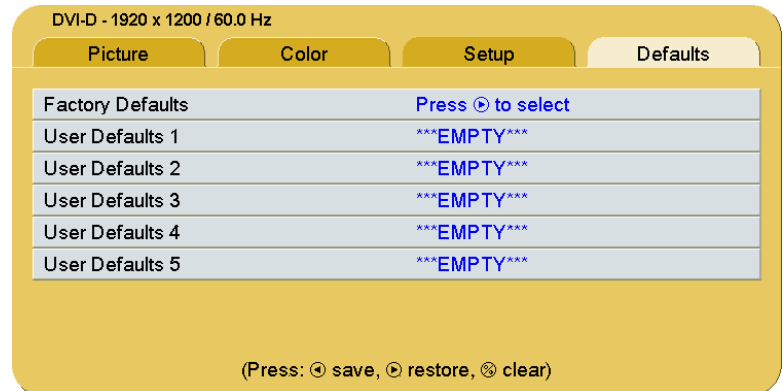 DVI-D - 1920 x 1200 / 60.0 Hz
Picture Color Setup Defaults
Factory Defaults Press ▶ to select
User Defaults 1 ***EMPTY***
User Defaults 2 ***EMPTY***
User Defaults 3 ***EMPTY***
User Defaults 4 ***EMPTY***
User Defaults 5 ***EMPTY***
(Press: ◀ save, ▶ restore, % clear)